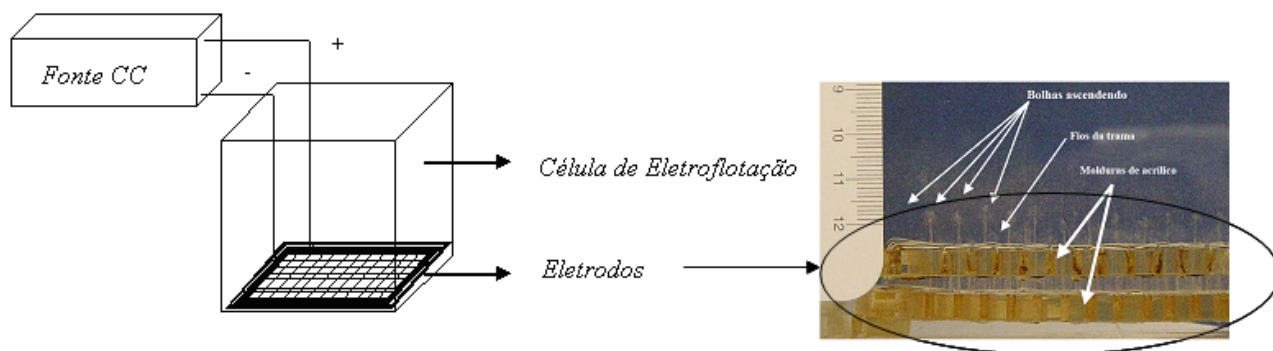 Fonte CC
+
-
Célula de Eletroflotação
Eletrodos
Bolhas ascendendo
Fios da trama
Molduras de acrílico
9
10
11
12